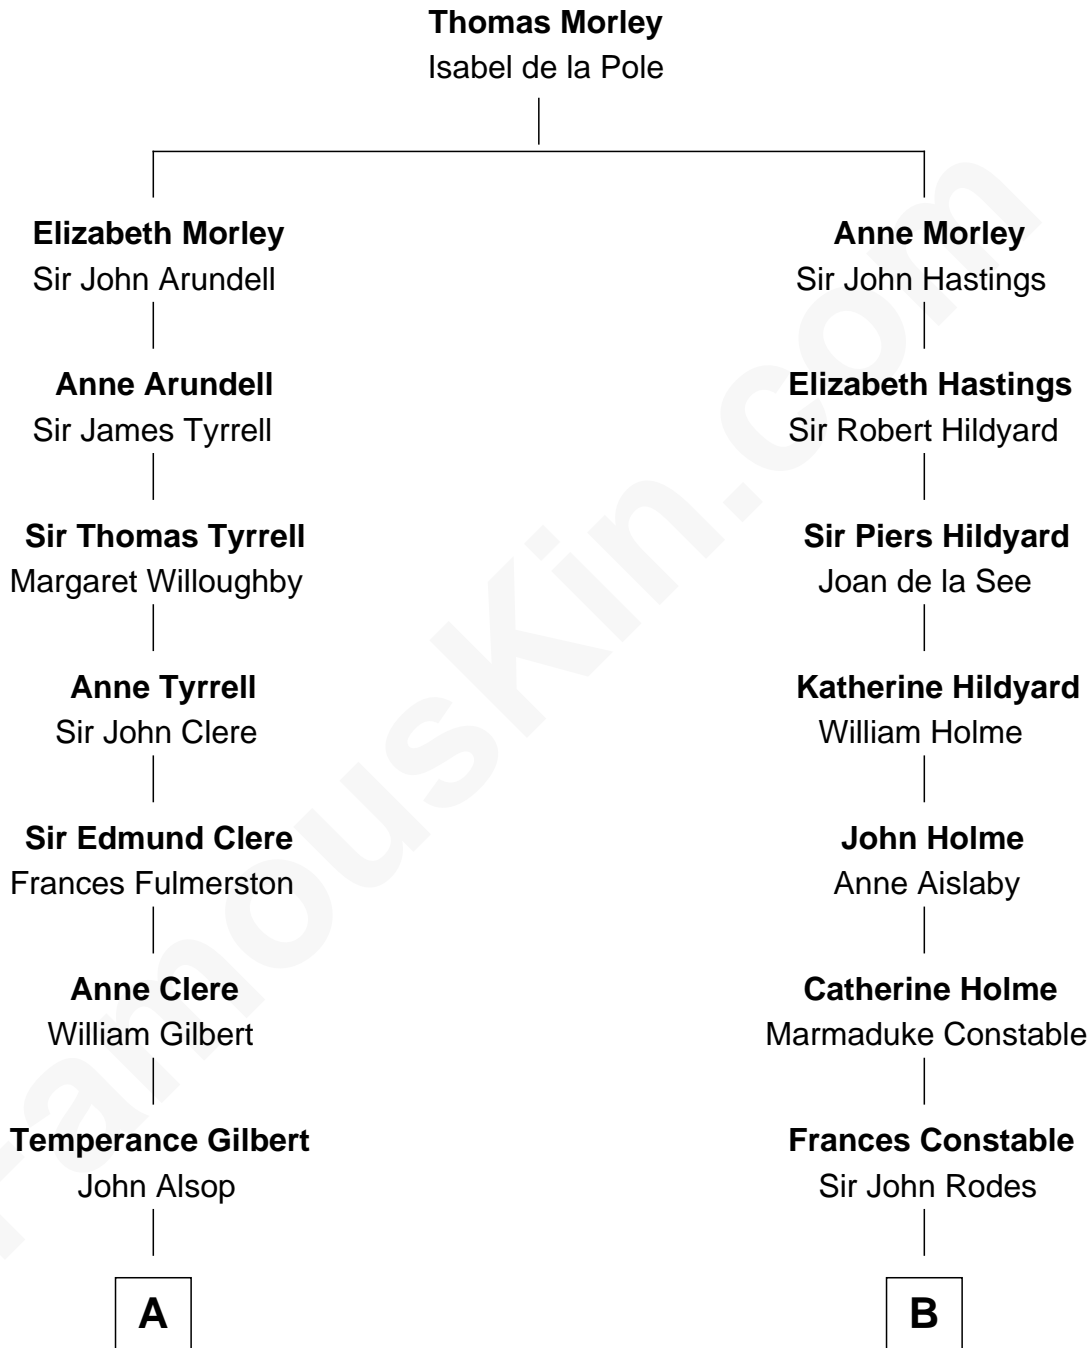 Thomas Morley
Isabel de la Pole
Elizabeth Morley
Sir John Arundell
Anne Arundell
Sir James Tyrrell
Sir Thomas Tyrrell
Margaret Willoughby
Anne Tyrrell
Sir John Clere
Sir Edmund Clere
Frances Fulmerston
Anne Clere
William Gilbert
Temperance Gilbert
John Alsop
A
Anne Morley
Sir John Hastings
Elizabeth Hastings
Sir Robert Hildyard
Sir Piers Hildyard
Joan de la See
Katherine Hildyard
William Holme
John Holme
Anne Aislaby
Catherine Holme
Marmaduke Constable
Frances Constable
Sir John Rodes
B
FamousKin.com